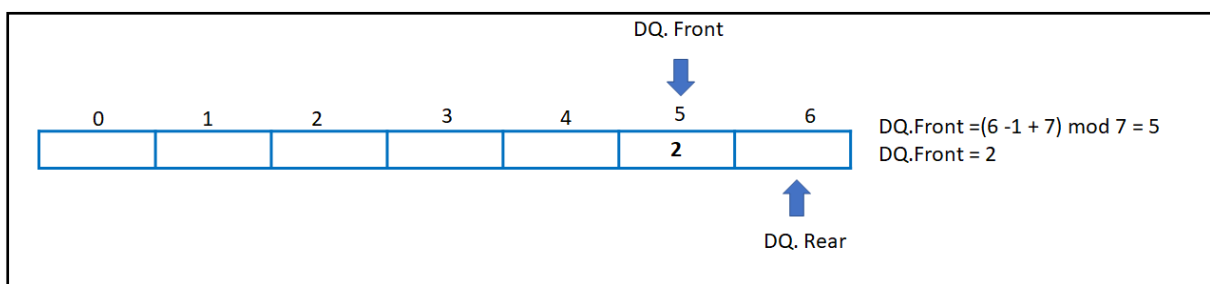 DQ. Front
0 1 2 3 4 5 6
DQ.Front =(6 -1 + 7) mod 7 = 5
2
DQ.Front = 2
DQ. Rear